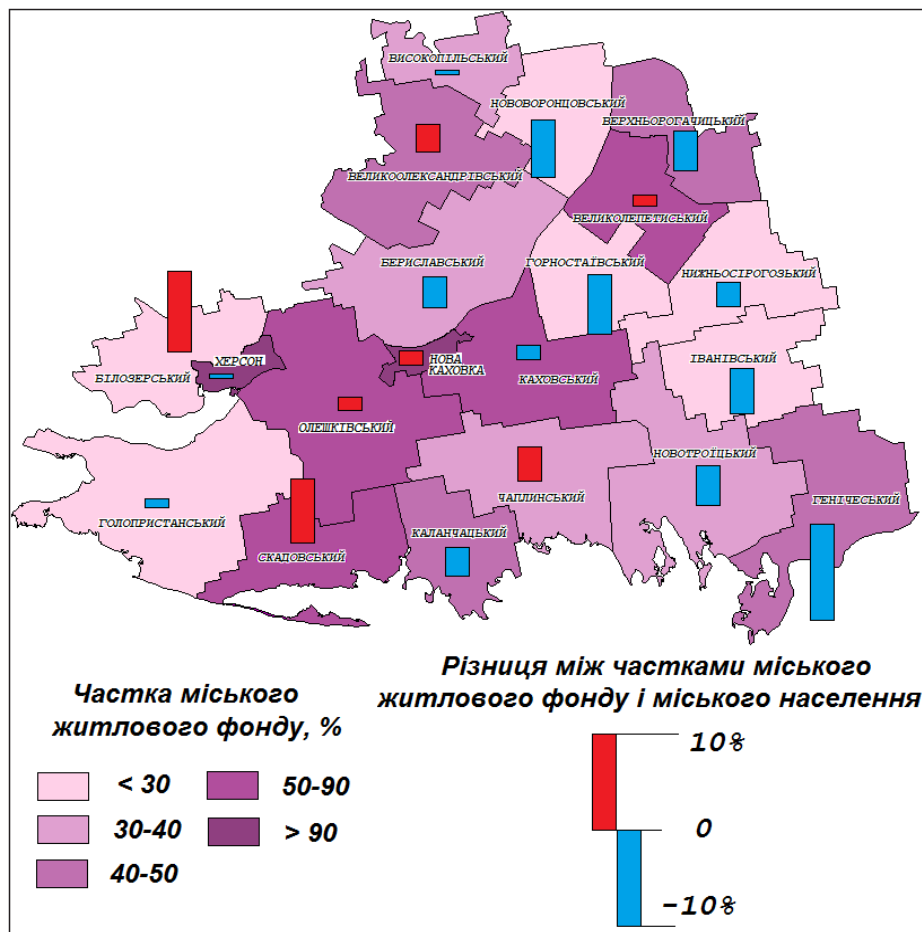 ВИСОКОПІЛЬСЬКИЙ
НОВОВОРОНЦОВСЬКИЙ
ВЕРХНЬОРОГАЧИЦЬКИЙ
ВЕЛИКООЛЕКСАНДРІВСЬКИЙ
ВЕЛИКОЛЕПЕТИСЬКИЙ
БЕРИСЛАВСЬКИЙ
ГОРНОСТАЇВСЬКИЙ
НИЖНЬОСІРОГОЗЬКИЙ
ХЕРСОН
НОВА
КАХОВКА
ІВАНІВСЬКИЙ
БІЛОЗЕРСЬКИЙ
КАХОВСЬКИЙ
ОЛЕШКІВСЬКИЙ
НОВОТРОЇЦЬКИЙ
ЧАПЛИНСЬКИЙ
ГЕНІЧЕСЬКИЙ
ГОЛОПРИСТАНСЬКИЙ
КАЛАНЧАЦЬКИЙ
СКАДОВСЬКИЙ
Частка міського
житлового фонду, %
< 30
30-40
40-50
50-90
> 90
Різниця між частками міського
житлового фонду і міського населення
10%
0
-10%